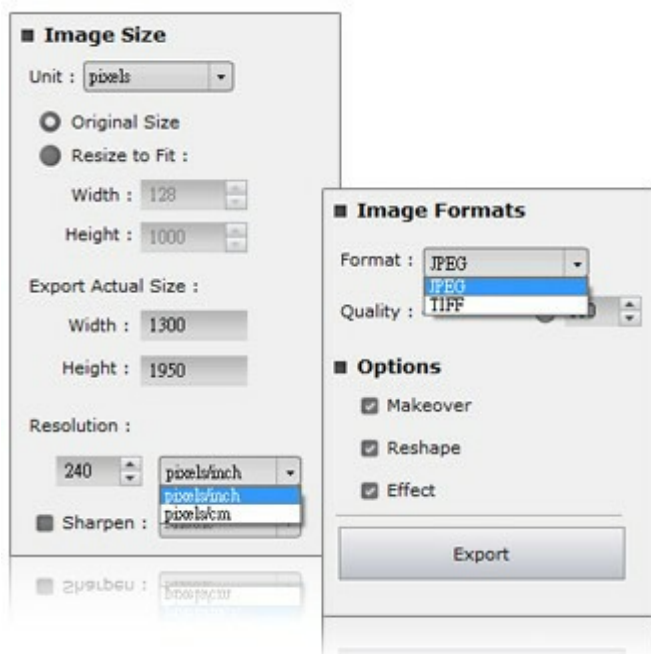 Image Size
Unit : pixels
Original Size
Resize to Fit :
Width : 128
Height : 1000
Export Actual Size :
Width : 1300
Height : 1950
Resolution :
240 pixels/inch
pixels/inch
pixels/cm
Sharpen :
Image Formats
Format : JPEG
JPEG
TIFF
Quality :
Options
Makeover
Reshape
Effect
Export